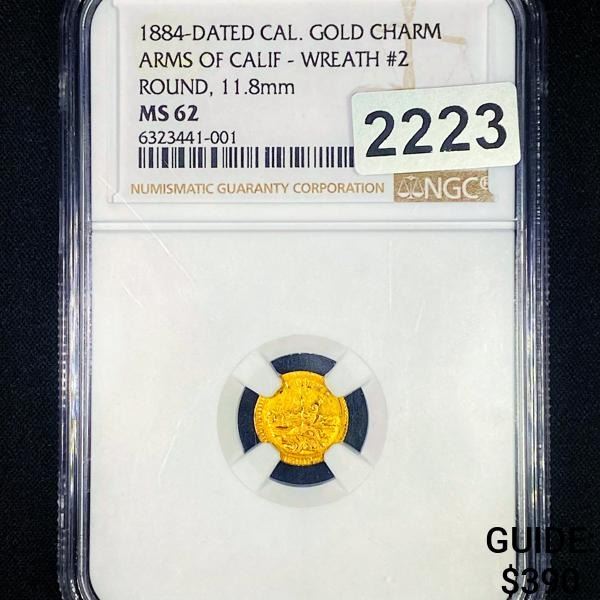 1884-DATED CAL. GOLD CHARM
ARMS OF CALIF - WREATH #2
ROUND, 11.8mm
MS 62
6323441-001
2223
NUMISMATIC GUARANTY CORPORATION NGC®
GUIDE
$390